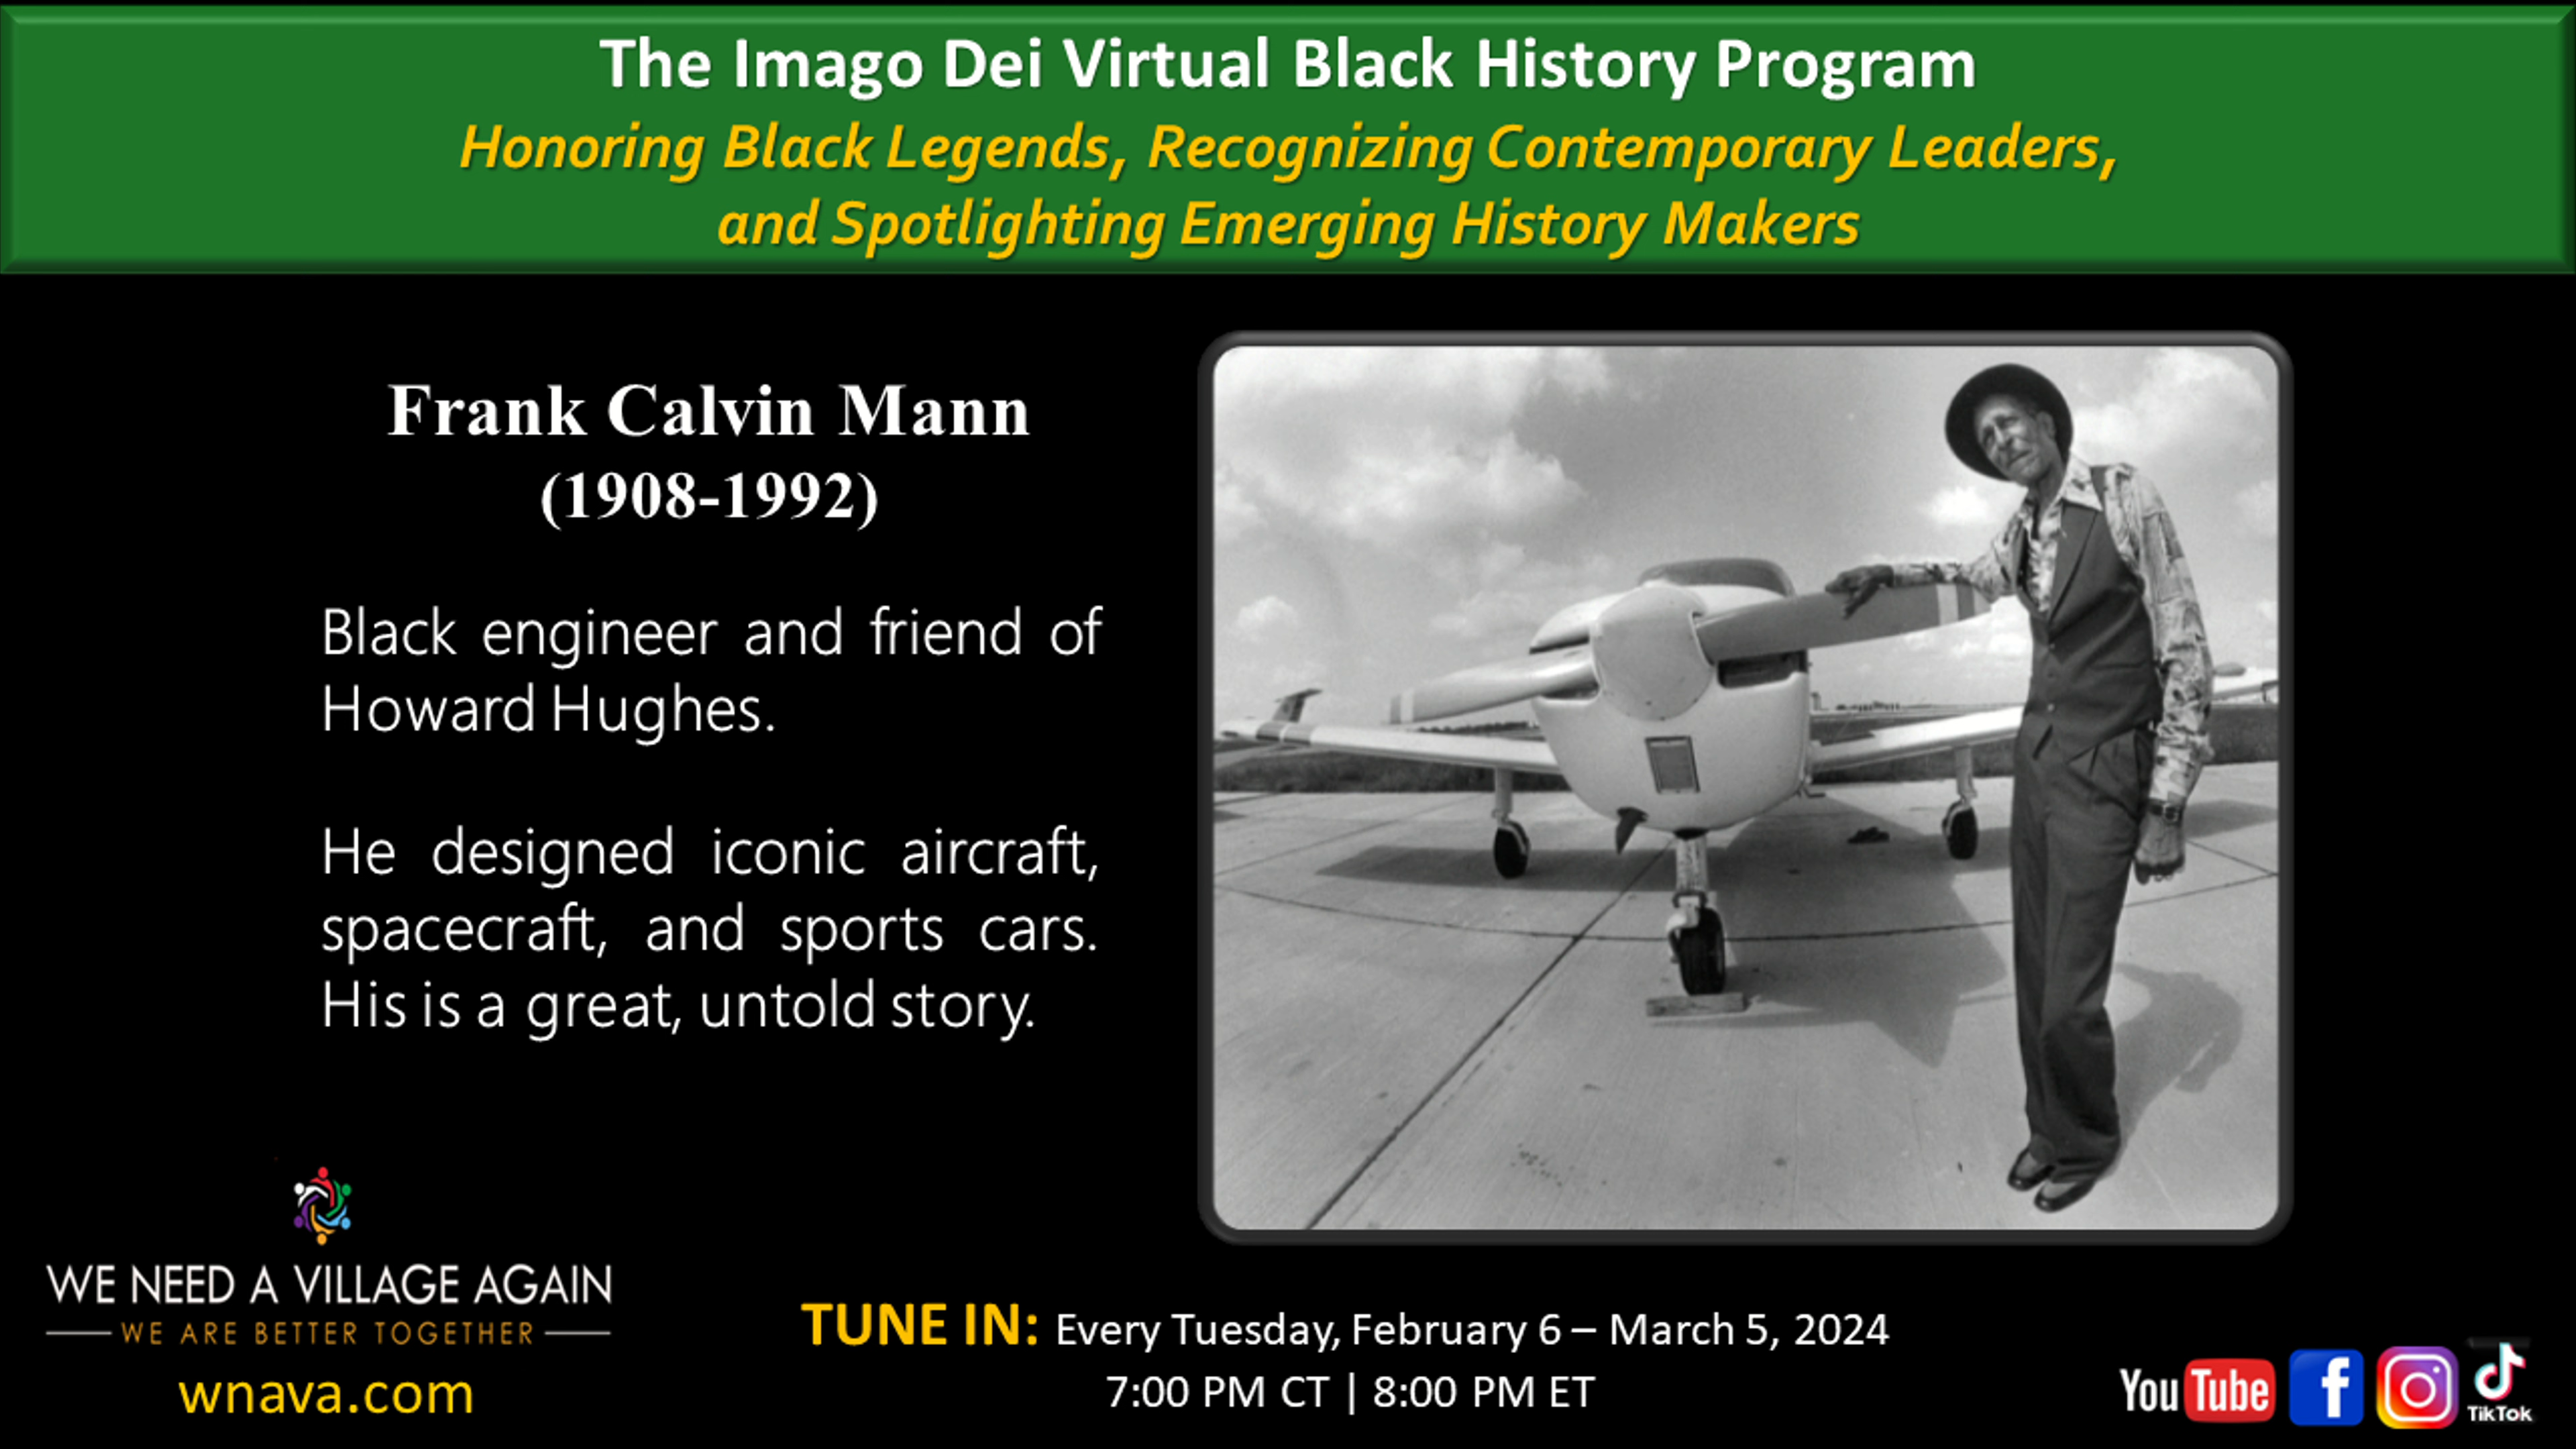 The Imago Dei Virtual Black History Program
Honoring Black Legends, Recognizing Contemporary Leaders,
and Spotlighting Emerging History Makers
Frank Calvin Mann
(1908-1992)
Black engineer and friend of
Howard Hughes.
He designed iconic aircraft,
spacecraft, and sports cars.
His is a great, untold story.
WE NEED A VILLAGE AGAIN
WE ARE BETTER TOGETHER
wnava.com
TUNE IN: Every Tuesday, February 6 – March 5, 2024
7:00 PM CT | 8:00 PM ET
YouTube
f
TikTok